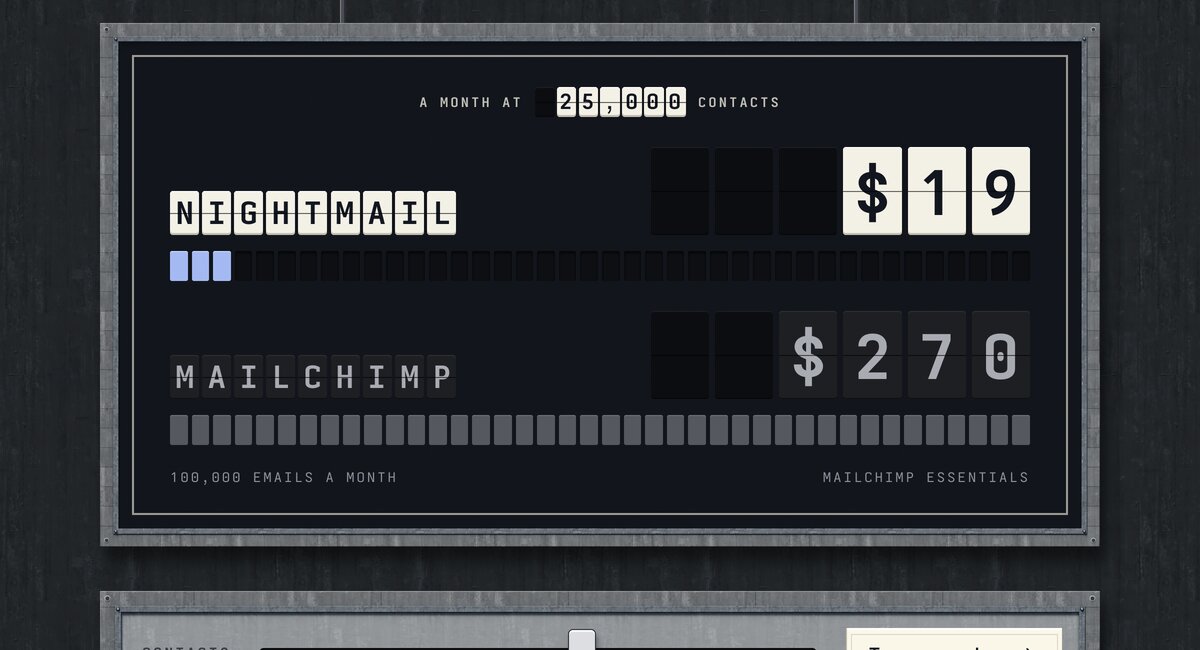 A MONTH AT 25,000 CONTACTS
NIGHTMAIL $19
MAILCHIMP $270
100,000 EMAILS A MONTH MAILCHIMP ESSENTIALS